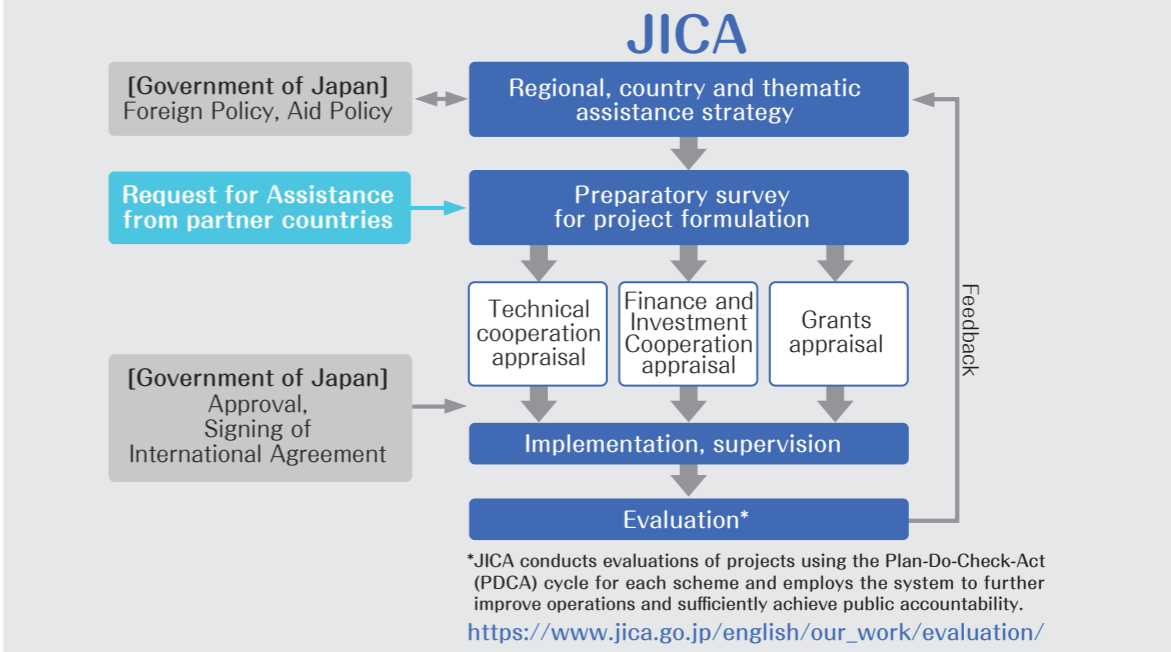 JICA
[Government of Japan]
Foreign Policy, Aid Policy
Regional, country and thematic
assistance strategy
Request for Assistance
from partner countries
Preparatory survey
for project formulation
Technical
cooperation
appraisal
Finance and
Investment
Cooperation
appraisal
Grants
appraisal
Feedback
[Government of Japan]
Approval,
Signing of
International Agreement
Implementation, supervision
Evaluation*
*JICA conducts evaluations of projects using the Plan-Do-Check-Act
(PDCA) cycle for each scheme and employs the system to further
improve operations and sufficiently achieve public accountability.
https://www.jica.go.jp/english/our_work/evaluation/